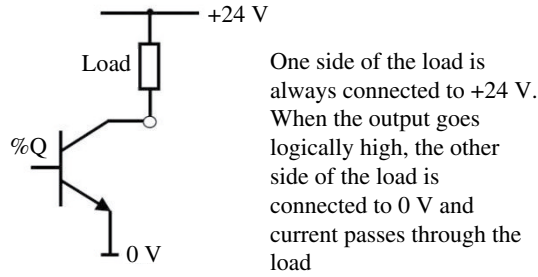 +24 V
Load
%Q
0 V
One side of the load is
always connected to +24 V.
When the output goes
logically high, the other
side of the load is
connected to 0 V and
current passes through the
load